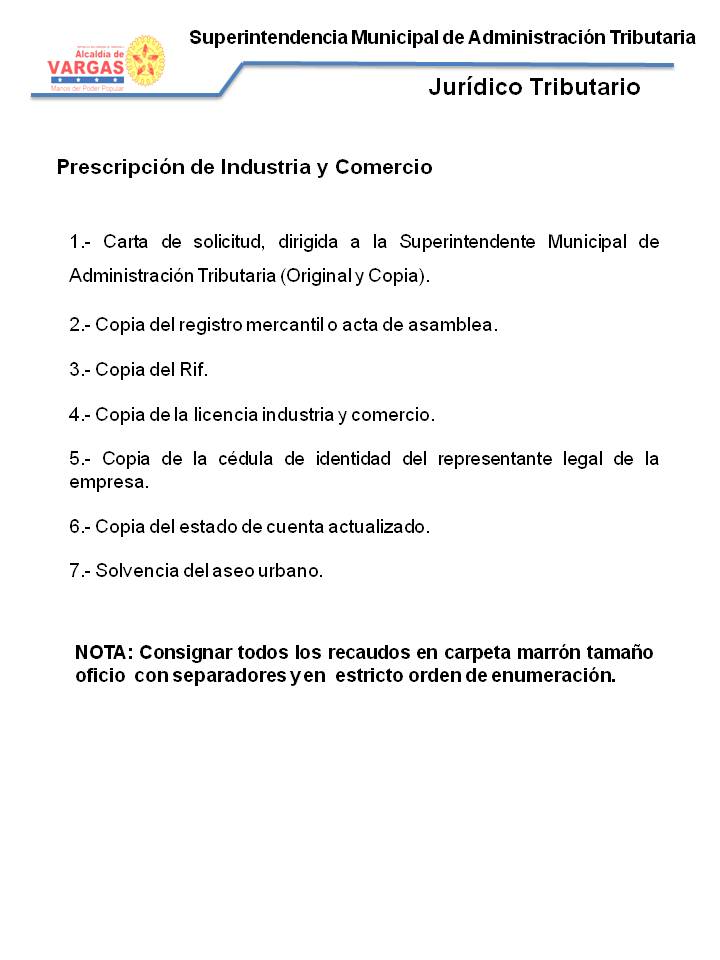 Superintendencia Municipal de Administración Tributaria
Alcaldía de
VARGAS
Manos del Poder Popular
Jurídico Tributario
Prescripción de Industria y Comercio
1.- Carta de solicitud, dirigida a la Superintendente Municipal de
Administración Tributaria (Original y Copia).
2.- Copia del registro mercantil o acta de asamblea.
3.- Copia del Rif.
4.- Copia de la licencia industria y comercio.
5.- Copia de la cédula de identidad del representante legal de la
empresa.
6.- Copia del estado de cuenta actualizado.
7.- Solvencia del aseo urbano.
NOTA: Consignar todos los recaudos en carpeta marrón tamaño
oficio con separadores y en estricto orden de enumeración.